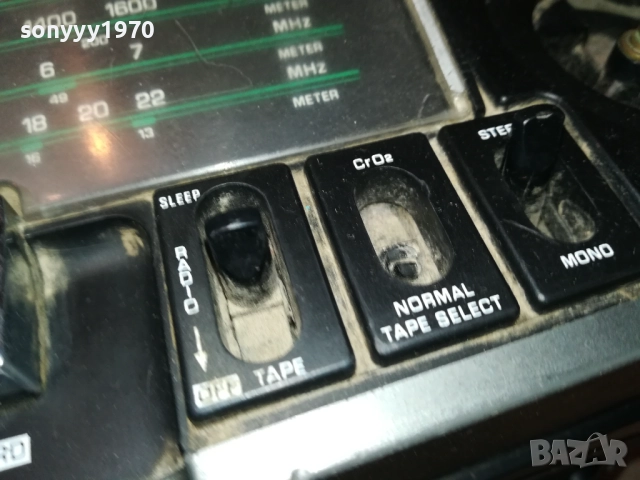 sonyyy1970
1400 1600 METER
200 MHz
6 7 METER
49 MHz
18 20 22 METER
16 13
SLEEP
RADIO
OFF TAPE
CrO2
NORMAL
TAPE SELECT
MONO
BAZAR